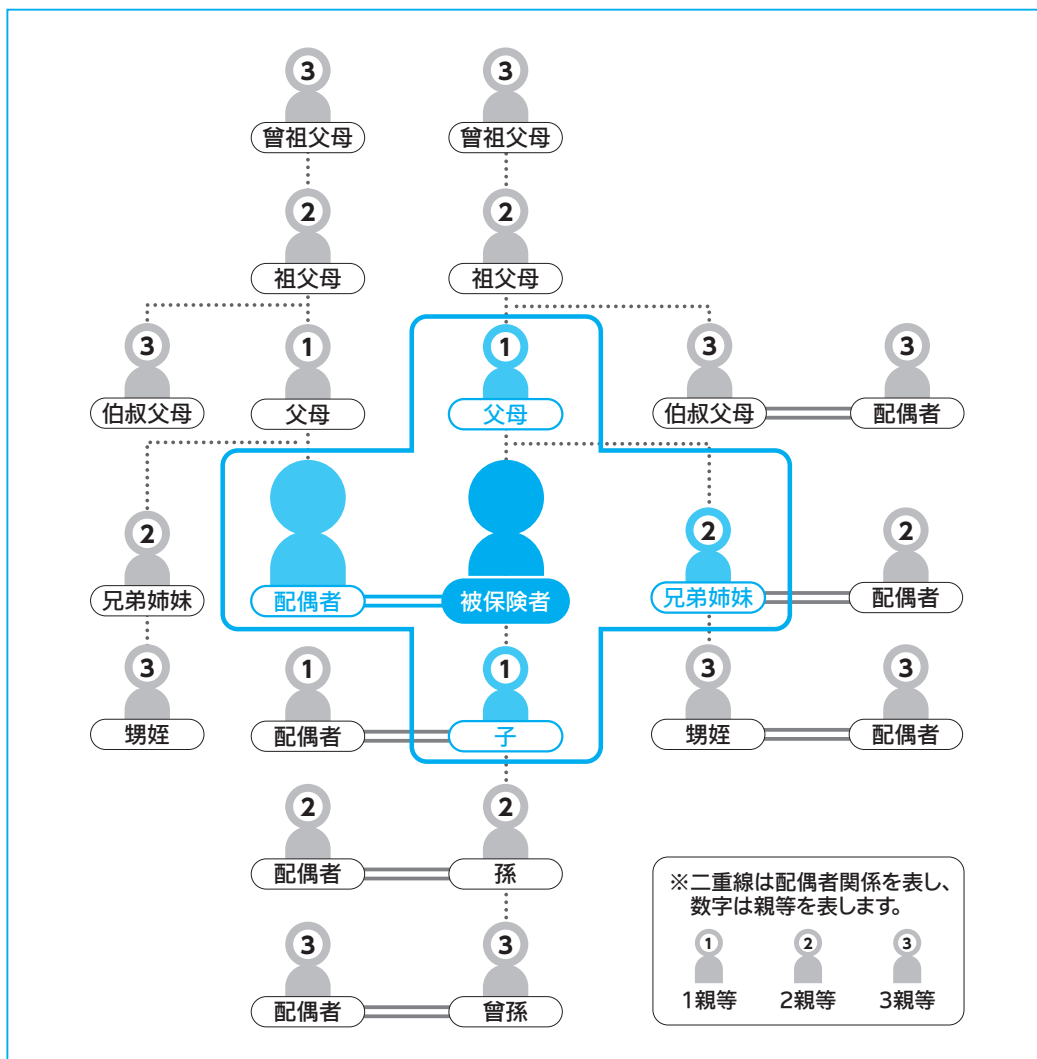 3
3
曾祖父母
曾祖父母
2
2
祖父母
祖父母
3
1
1
3
3
伯叔父母
父母
父母
伯叔父母
配偶者
2
2
2
兄弟姉妹
配偶者
被保険者
兄弟姉妹
配偶者
3
1
1
3
3
甥姪
配偶者
子
甥姪
配偶者
2
2
配偶者
孫
3
3
配偶者
曾孫
※二重線は配偶者関係を表し、
数字は親等を表します。
1
2
3
1親等
2親等
3親等